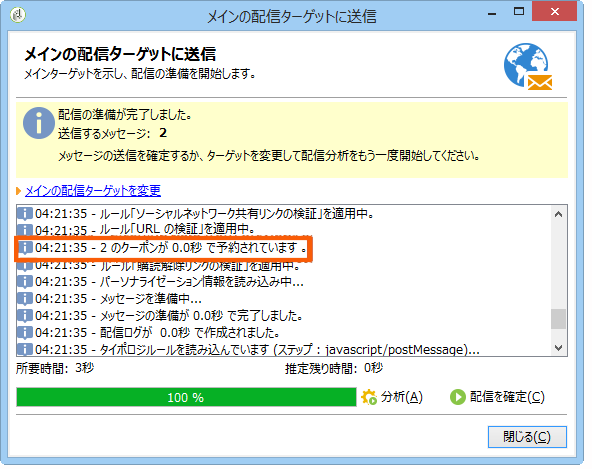 メインの配信ターゲットに送信
メインの配信ターゲットに送信
メインターゲットを示し、配信の準備を開始します。
配信の準備が完了しました。
送信するメッセージ: 2
メッセージの送信を確定するか、ターゲットを変更して配信分析をもう一度開始してください。
メインの配信ターゲットを変更
04:21:35 - ルール「ソーシャルネットワーク共有リンクの検証」を適用中。
04:21:35 - ルール「URL の検証」を適用中。
04:21:35 - 2 のクーポンが 0.0秒 で予約されています 。
04:21:35 - ルール「購読解除リンクの検証」を適用中。
04:21:35 - パーソナライゼーション情報を読み込み中...
04:21:35 - メッセージを準備中...
04:21:35 - メッセージの準備が 0.0秒 で完了しました。
04:21:35 - 配信ログが 0.0秒 で作成されました。
04:21:35 - タイポロジルールを読み込んでいます (ステップ : javascript/postMessage)...
所要時間: 3秒 推定残り時間: 0秒
100 % 分析(A) 配信を確定(C)
閉じる(C)